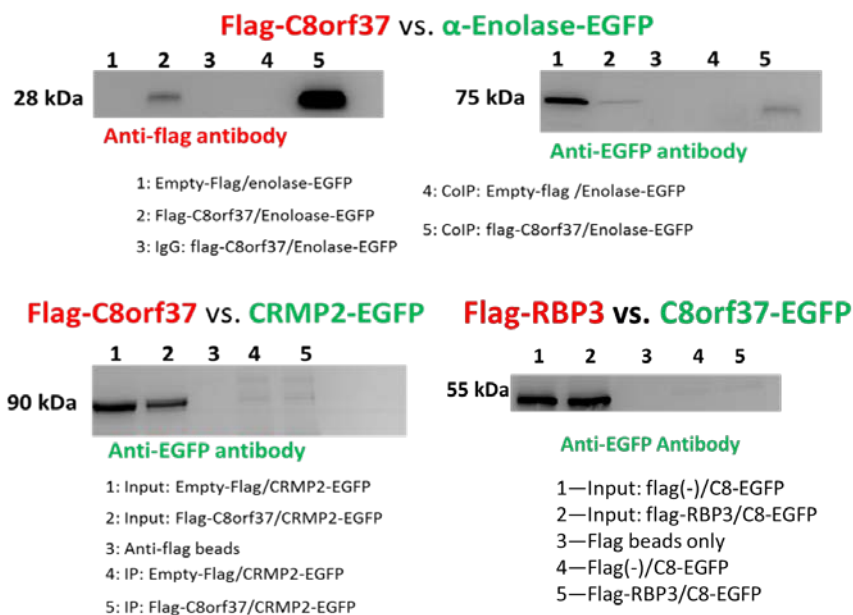 Flag-C8orf37 vs. α-Enolase-EGFP
1 2 3 4 5
28 kDa
Anti-flag antibody
1: Empty-Flag/enolase-EGFP
2: Flag-C8orf37/Enoloase-EGFP
3: IgG: flag-C8orf37/Enolase-EGFP
1 2 3 4 5
75 kDa
Anti-EGFP antibody
4: CoIP: Empty-flag /Enolase-EGFP
5: CoIP: flag-C8orf37/Enolase-EGFP
Flag-C8orf37 vs. CRMP2-EGFP
1 2 3 4 5
90 kDa
Anti-EGFP antibody
1: Input: Empty-Flag/CRMP2-EGFP
2: Input: Flag-C8orf37/CRMP2-EGFP
3: Anti-flag beads
4: IP: Empty-Flag/CRMP2-EGFP
5: IP: Flag-C8orf37/CRMP2-EGFP
Flag-RBP3 vs. C8orf37-EGFP
1 2 3 4 5
55 kDa
Anti-EGFP Antibody
1—Input: flag(-)/C8-EGFP
2—Input: flag-RBP3/C8-EGFP
3—Flag beads only
4—Flag(-)/C8-EGFP
5—Flag-RBP3/C8-EGFP